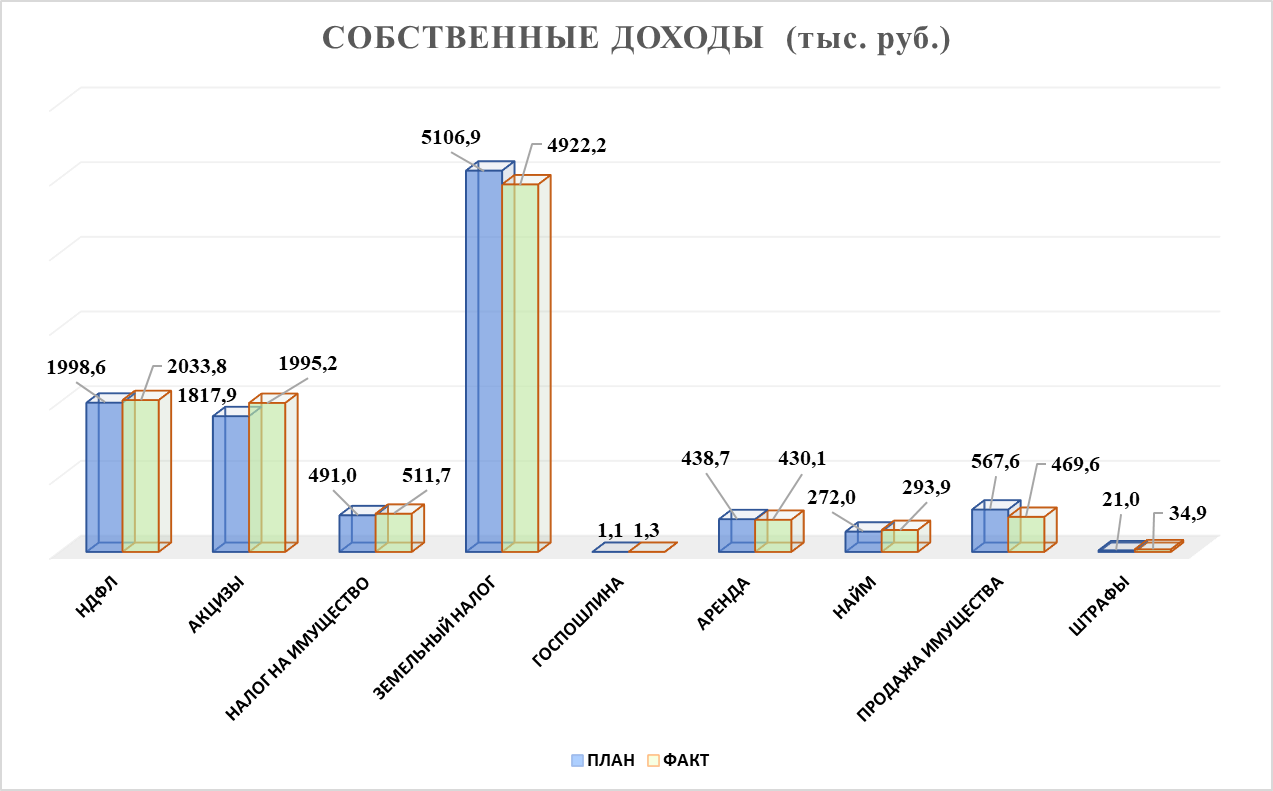 СОБСТВЕННЫЕ ДОХОДЫ (тыс. руб.)
5106,9
4922,2
1998,6
2033,8
1817,9
1995,2
491,0
511,7
1,1
1,3
438,7
430,1
272,0
293,9
567,6
469,6
21,0
34,9
НДФЛ
АКЦИЗЫ
НАЛОГ НА ИМУЩЕСТВО
ЗЕМЕЛЬНЫЙ НАЛОГ
ГОСПОШЛИНА
АРЕНДА
НАЙМ
ПРОДАЖА ИМУЩЕСТВА
ШТРАФЫ
ПЛАН
ФАКТ